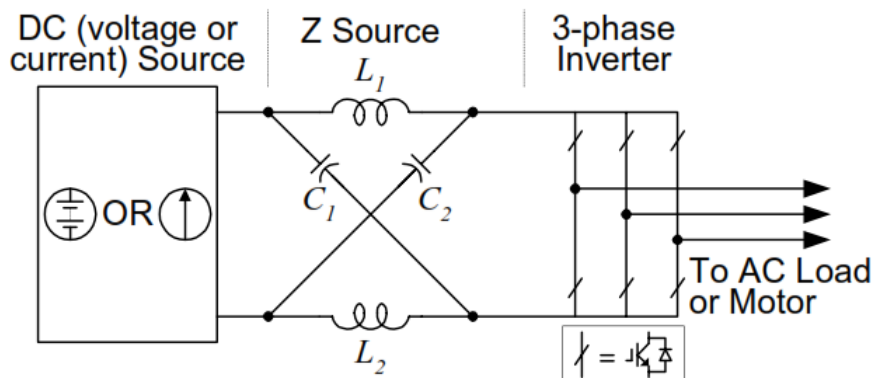 DC (voltage or
current) Source
Z Source
3-phase
Inverter
L1
C1
C2
OR
L2
To AC Load
or Motor
=